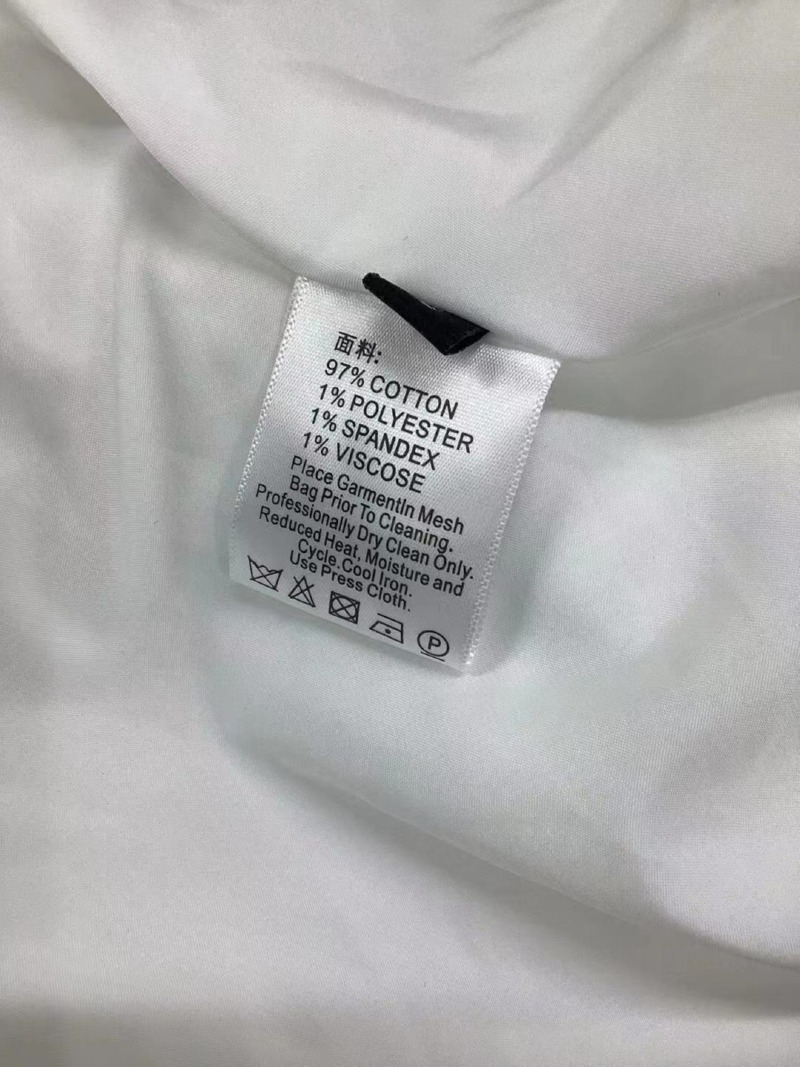 面料:
97% COTTON
1% POLYESTER
1% SPANDEX
1% VISCOSE
Place GarmentIn Mesh
Bag Prior To Cleaning.
Professionally Dry Clean Only.
Reduced Heat, Moisture and
Cycle.Cool Iron.
Use Press Cloth.
P